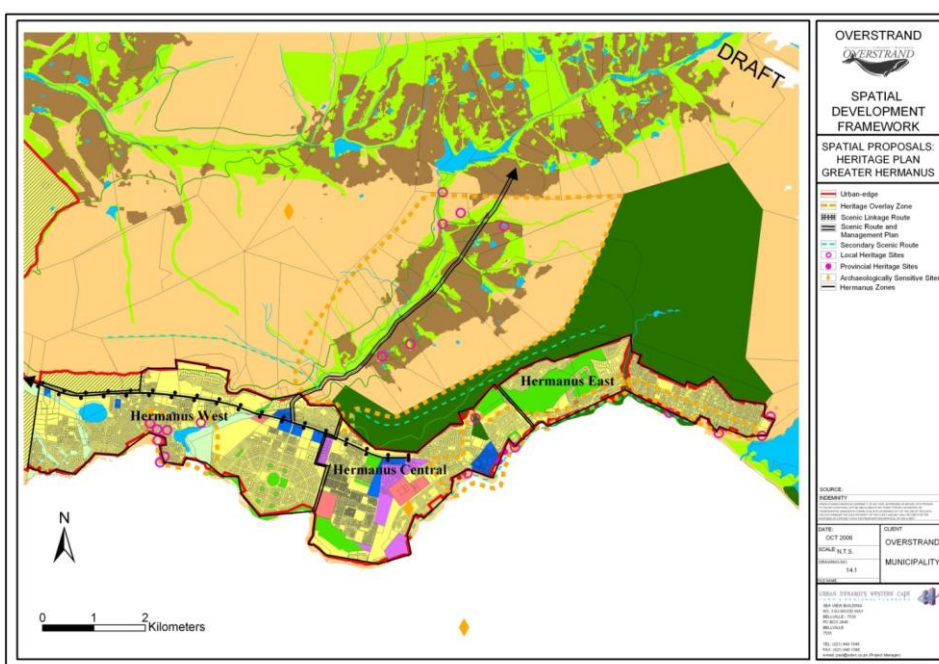 DRAFT
Hermanus West
Hermanus Central
Hermanus East
N
0 1 2
Kilometers
OVERSTRAND
OVERSTRAND
SPATIAL
DEVELOPMENT
FRAMEWORK
SPATIAL PROPOSALS:
HERITAGE PLAN
GREATER HERMANUS
Urban-edge
Heritage Overlay Zone
Scenic Linkage Route
Scenic Route and
Management Plan
Secondary Scenic Route
Local Heritage Sites
Provincial Heritage Sites
Archaeologically Sensitive Sites
Hermanus Zones
SOURCE:
INDEMNITY
DATE:
OCT 2008
SCALE: N.T.S.
14.1
CLIENT
OVERSTRAND
MUNICIPALITY
URBAN DYNAMICS WESTERN CAPE